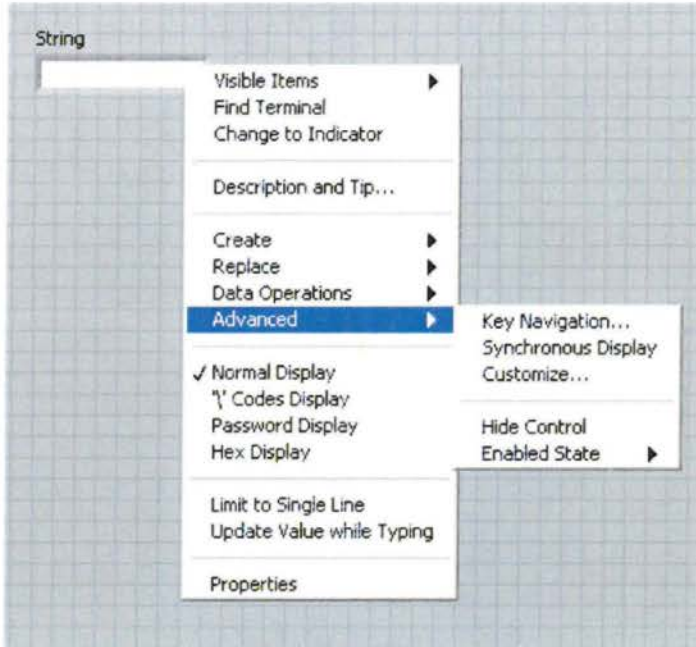 String
Visible Items
Find Terminal
Change to Indicator
Description and Tip...
Create
Replace
Data Operations
Advanced
Normal Display
'\' Codes Display
Password Display
Hex Display
Limit to Single Line
Update Value while Typing
Properties
Key Navigation...
Synchronous Display
Customize...
Hide Control
Enabled State